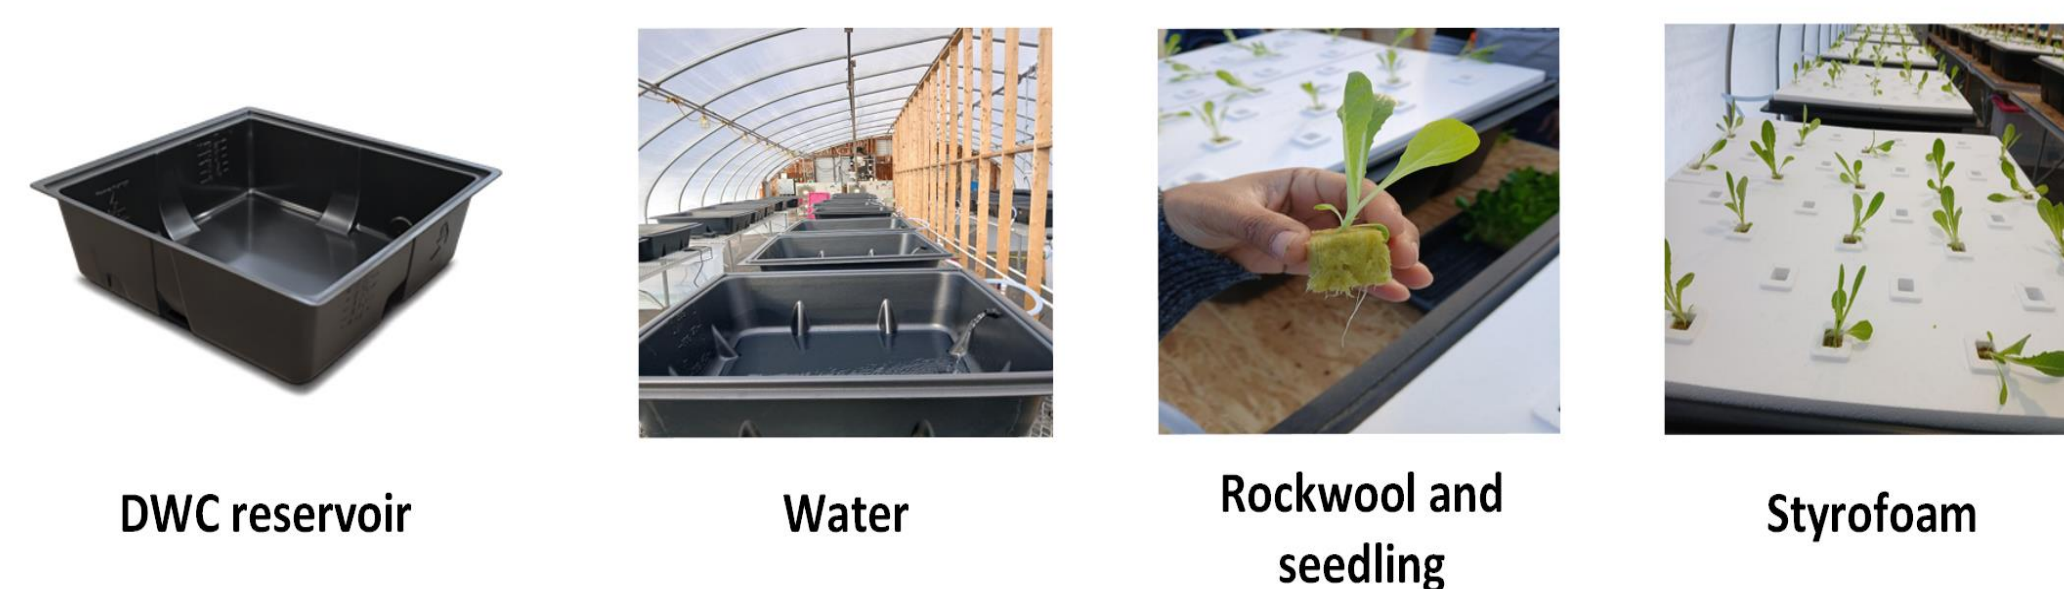 DWC reservoir
Water
Rockwool and
seedling
Styrofoam